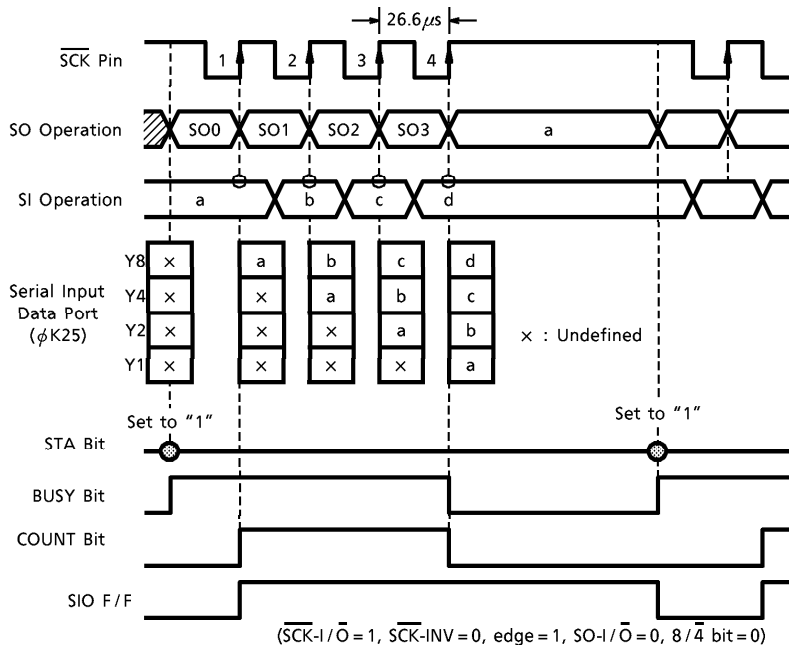 26.6μs
SCK Pin 1 2 3 4
SO Operation SO0 SO1 SO2 SO3 a
SI Operation a b c d
Y8 × a b c d
Serial Input Y4 × × a b c
Data Port Y2 × × × a b
(φK25) × : Undefined
Y1 × × × × a
Set to “1” Set to “1”
STA Bit
BUSY Bit
COUNT Bit
SIO F/F
(S̅C̅K̅-I/O̅=1, S̅C̅K̅-INV=0, edge=1, SO-I/O̅=0, 8/4̅ bit=0)